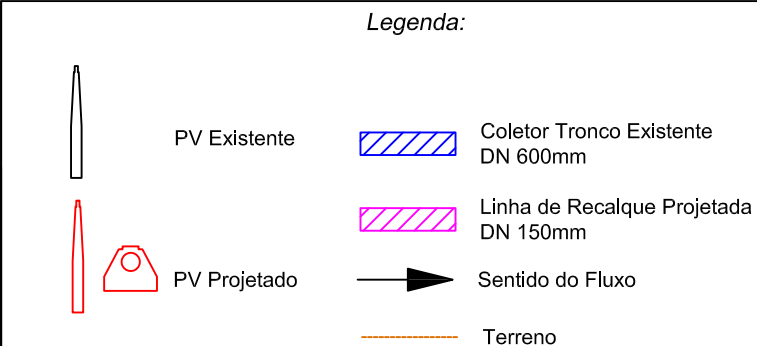 Legenda:
PV Existente
Coletor Tronco Existente
DN 600mm
Linha de Recalque Projetada
DN 150mm
PV Projetado
Sentido do Fluxo
Terreno